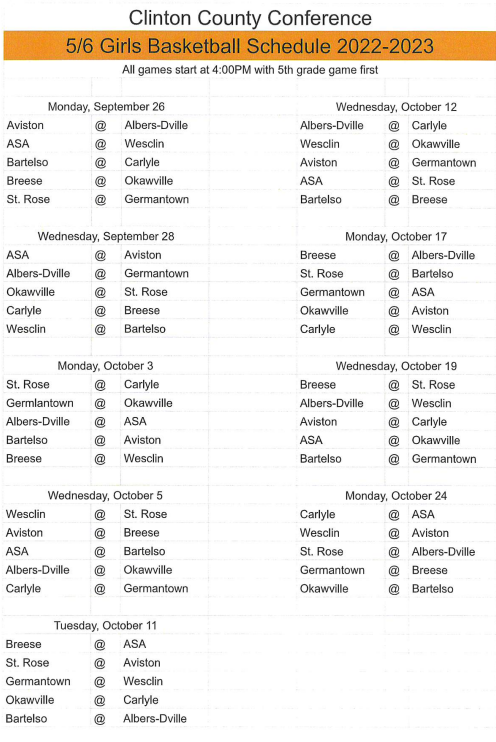 Clinton County Conference
5/6 Girls Basketball Schedule 2022-2023
All games start at 4:00PM with 5th grade game first
Monday, September 26
Aviston @ Albers-Dville
ASA @ Wesclin
Bartelso @ Carlyle
Breese @ Okawville
St. Rose @ Germantown
Wednesday, September 28
ASA @ Aviston
Albers-Dville @ Germantown
Okawville @ St. Rose
Carlyle @ Breese
Wesclin @ Bartelso
Monday, October 3
St. Rose @ Carlyle
Germlantown @ Okawville
Albers-Dville @ ASA
Bartelso @ Aviston
Breese @ Wesclin
Wednesday, October 5
Wesclin @ St. Rose
Aviston @ Breese
ASA @ Bartelso
Albers-Dville @ Okawville
Carlyle @ Germantown
Tuesday, October 11
Breese @ ASA
St. Rose @ Aviston
Germantown @ Wesclin
Okawville @ Carlyle
Bartelso @ Albers-Dville
Wednesday, October 12
Albers-Dville @ Carlyle
Wesclin @ Okawville
Aviston @ Germantown
ASA @ St. Rose
Bartelso @ Breese
Monday, October 17
Breese @ Albers-Dville
St. Rose @ Bartelso
Germantown @ ASA
Okawville @ Aviston
Carlyle @ Wesclin
Wednesday, October 19
Breese @ St. Rose
Albers-Dville @ Wesclin
Aviston @ Carlyle
ASA @ Okawville
Bartelso @ Germantown
Monday, October 24
Carlyle @ ASA
Wesclin @ Aviston
St. Rose @ Albers-Dville
Germantown @ Breese
Okawville @ Bartelso